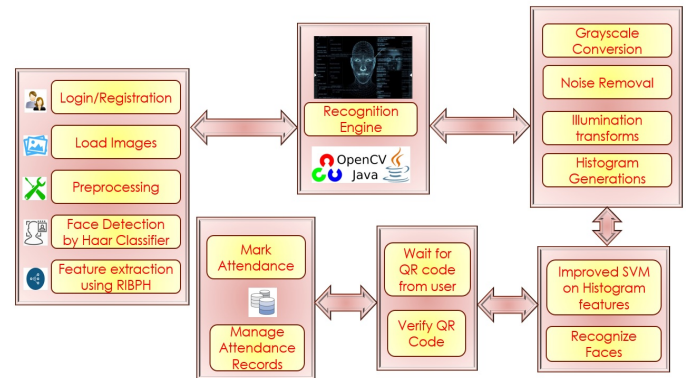 Login/Registration
Load Images
Preprocessing
Face Detection
by Haar Classifier
Feature extraction
using RIBPH
Recognition
Engine
OpenCV
Java
Grayscale
Conversion
Noise Removal
Illumination
transforms
Histogram
Generations
Improved SVM
on Histogram
features
Recognize
Faces
Wait for
QR code
from user
Verify QR
Code
Mark
Attendance
Manage
Attendance
Records